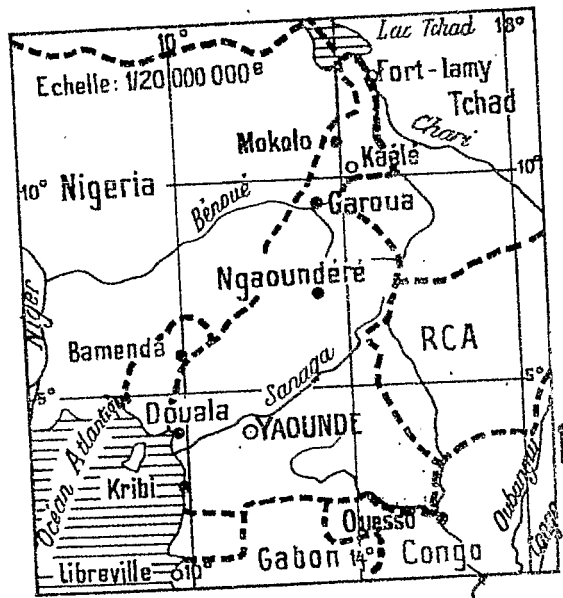 10°
Lac Tchad
18°
Echelle: 1/20 000 000e
Fort-lamy
Tchad
Chari
Mokolo
Kaélé
10°
Nigeria
10°
Bénoué
Garoua
Ngaoundéré
Niger
RCA
Bamenda
Sanaga
5°
5°
Douala
YAOUNDE
Océan Atlantique
Kribi
Oubangui
Ouesso
Gabon
14°
Congo
Libreville
10°